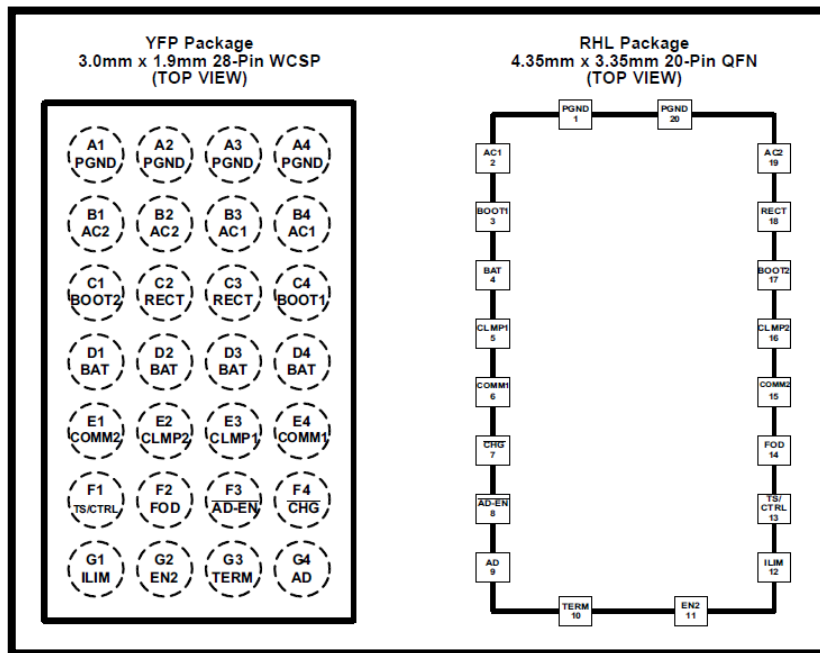 YFP Package
3.0mm x 1.9mm 28-Pin WCSP
(TOP VIEW)
A1 A2 A3 A4
PGND PGND PGND PGND
B1 B2 B3 B4
AC2 AC2 AC1 AC1
C1 C2 C3 C4
BOOT2 RECT RECT BOOT1
D1 D2 D3 D4
BAT BAT BAT BAT
E1 E2 E3 E4
COMM2 CLMP2 CLMP1 COMM1
F1 F2 F3 F4
TS/CTRL FOD AD-EN CHG
G1 G2 G3 G4
ILIM EN2 TERM AD
RHL Package
4.35mm x 3.35mm 20-Pin QFN
(TOP VIEW)
PGND
1
PGND
20
AC1
2
AC2
19
BOOT1
3
RECT
18
BAT
4
BOOT2
17
CLMP1
5
CLMP2
16
COMM1
6
COMM2
15
CHG
7
FOD
14
AD-EN
8
TS/
CTRL
13
AD
9
ILIM
12
TERM
10
EN2
11